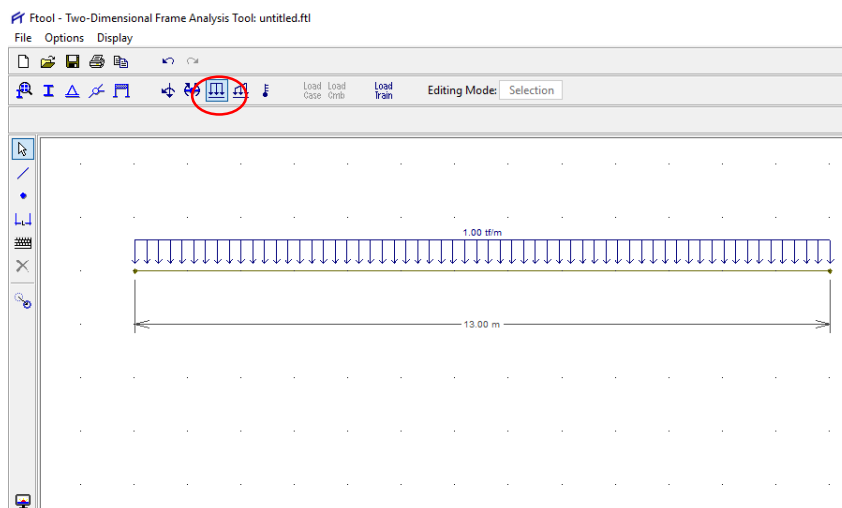 Ftool - Two-Dimensional Frame Analysis Tool: untitled.ftl
File Options Display
Load Case
Load Cmb
Load Train
Editing Mode: Selection
1.00 tf/m
13.00 m